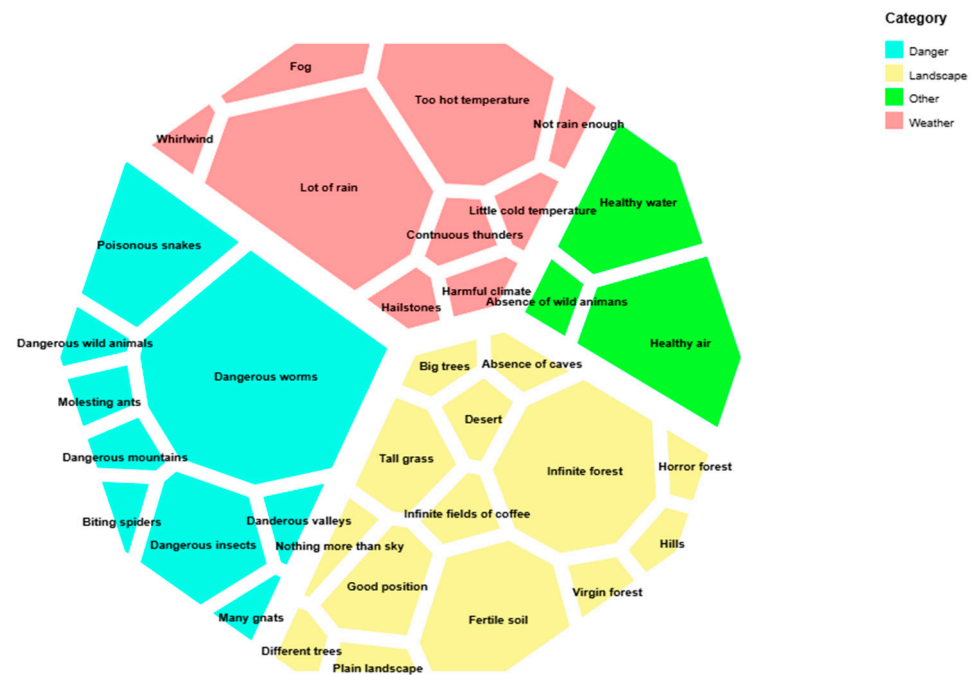 Category
Danger
Landscape
Other
Weather
Fog
Too hot temperature
Not rain enough
Whirlwind
Lot of rain
Little cold temperature
Contnuous thunders
Harmful climate
Hailstones
Healthy water
Absence of wild animans
Healthy air
Poisonous snakes
Dangerous wild animals
Dangerous worms
Molesting ants
Dangerous mountains
Biting spiders
Dangerous insects
Danderous valleys
Many gnats
Big trees
Absence of caves
Desert
Tall grass
Infinite forest
Horror forest
Infinite fields of coffee
Nothing more than sky
Hills
Good position
Virgin forest
Fertile soil
Different trees
Plain landscape